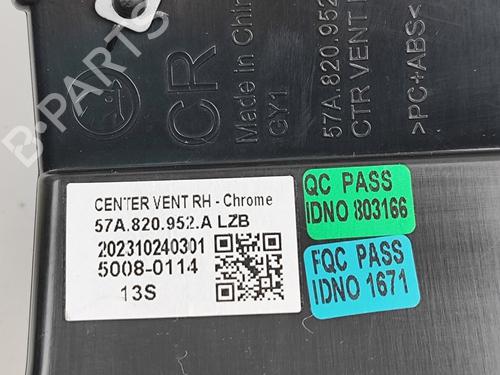 B-PARTS
CR
Made in Chin
GY1
57A.820.952
CTR VENT
>PC+ABS<
CENTER VENT RH - Chrome
57A.820.952.A LZB
202310240301
5008-0114
13S
QC PASS
IDNO 803166
FQC PASS
IDNO 1671